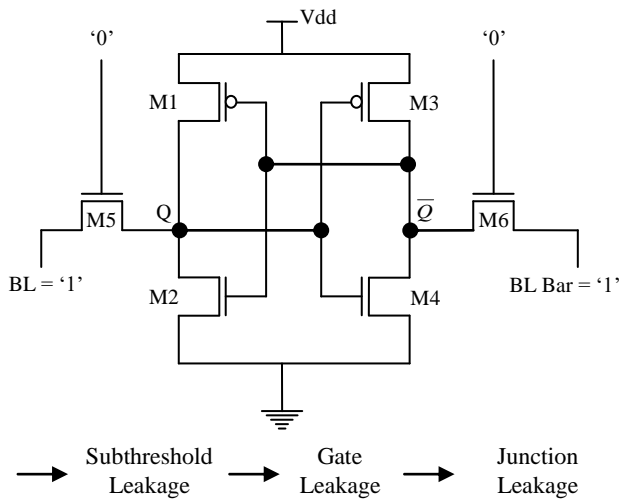 Vdd
'0'
'0'
M1
M3
Q
Q̅
M5
M6
BL = '1'
M2
M4
BL Bar = '1'
Subthreshold Leakage
Gate Leakage
Junction Leakage